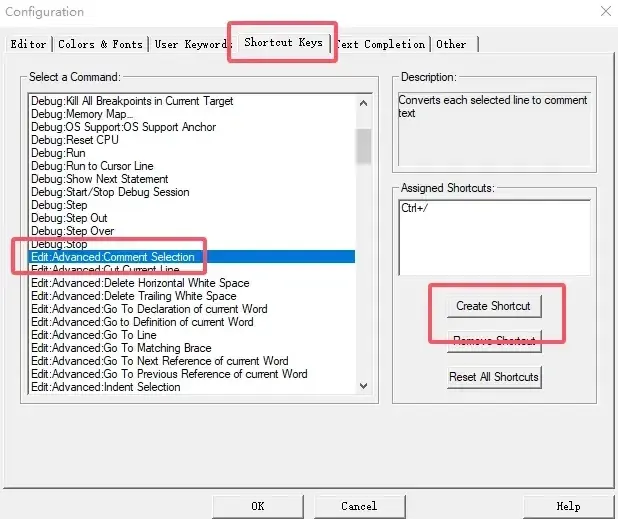 Configuration
Editor
Colors & Fonts
User Keywords
Shortcut Keys
Text Completion
Other
Select a Command:
Debug:Kill All Breakpoints in Current Target
Debug:Memory Map...
Debug:OS Support:OS Support Anchor
Debug:Reset CPU
Debug:Run
Debug:Run to Cursor Line
Debug:Show Next Statement
Debug:Start/Stop Debug Session
Debug:Step
Debug:Step Out
Debug:Step Over
Debug:Stop
Edit:Advanced:Comment Selection
Edit:Advanced:Cut Current Line
Edit:Advanced:Delete Horizontal White Space
Edit:Advanced:Delete Trailing White Space
Edit:Advanced:Go To Declaration of current Word
Edit:Advanced:Go to Definition of current Word
Edit:Advanced:Go To Line
Edit:Advanced:Go To Matching Brace
Edit:Advanced:Go To Next Reference of current Word
Edit:Advanced:Go To Previous Reference of current Word
Edit:Advanced:Indent Selection
Description:
Converts each selected line to comment
text
Assigned Shortcuts:
Ctrl+/
Create Shortcut
Remove Shortcut
Reset All Shortcuts
OK
Cancel
Help